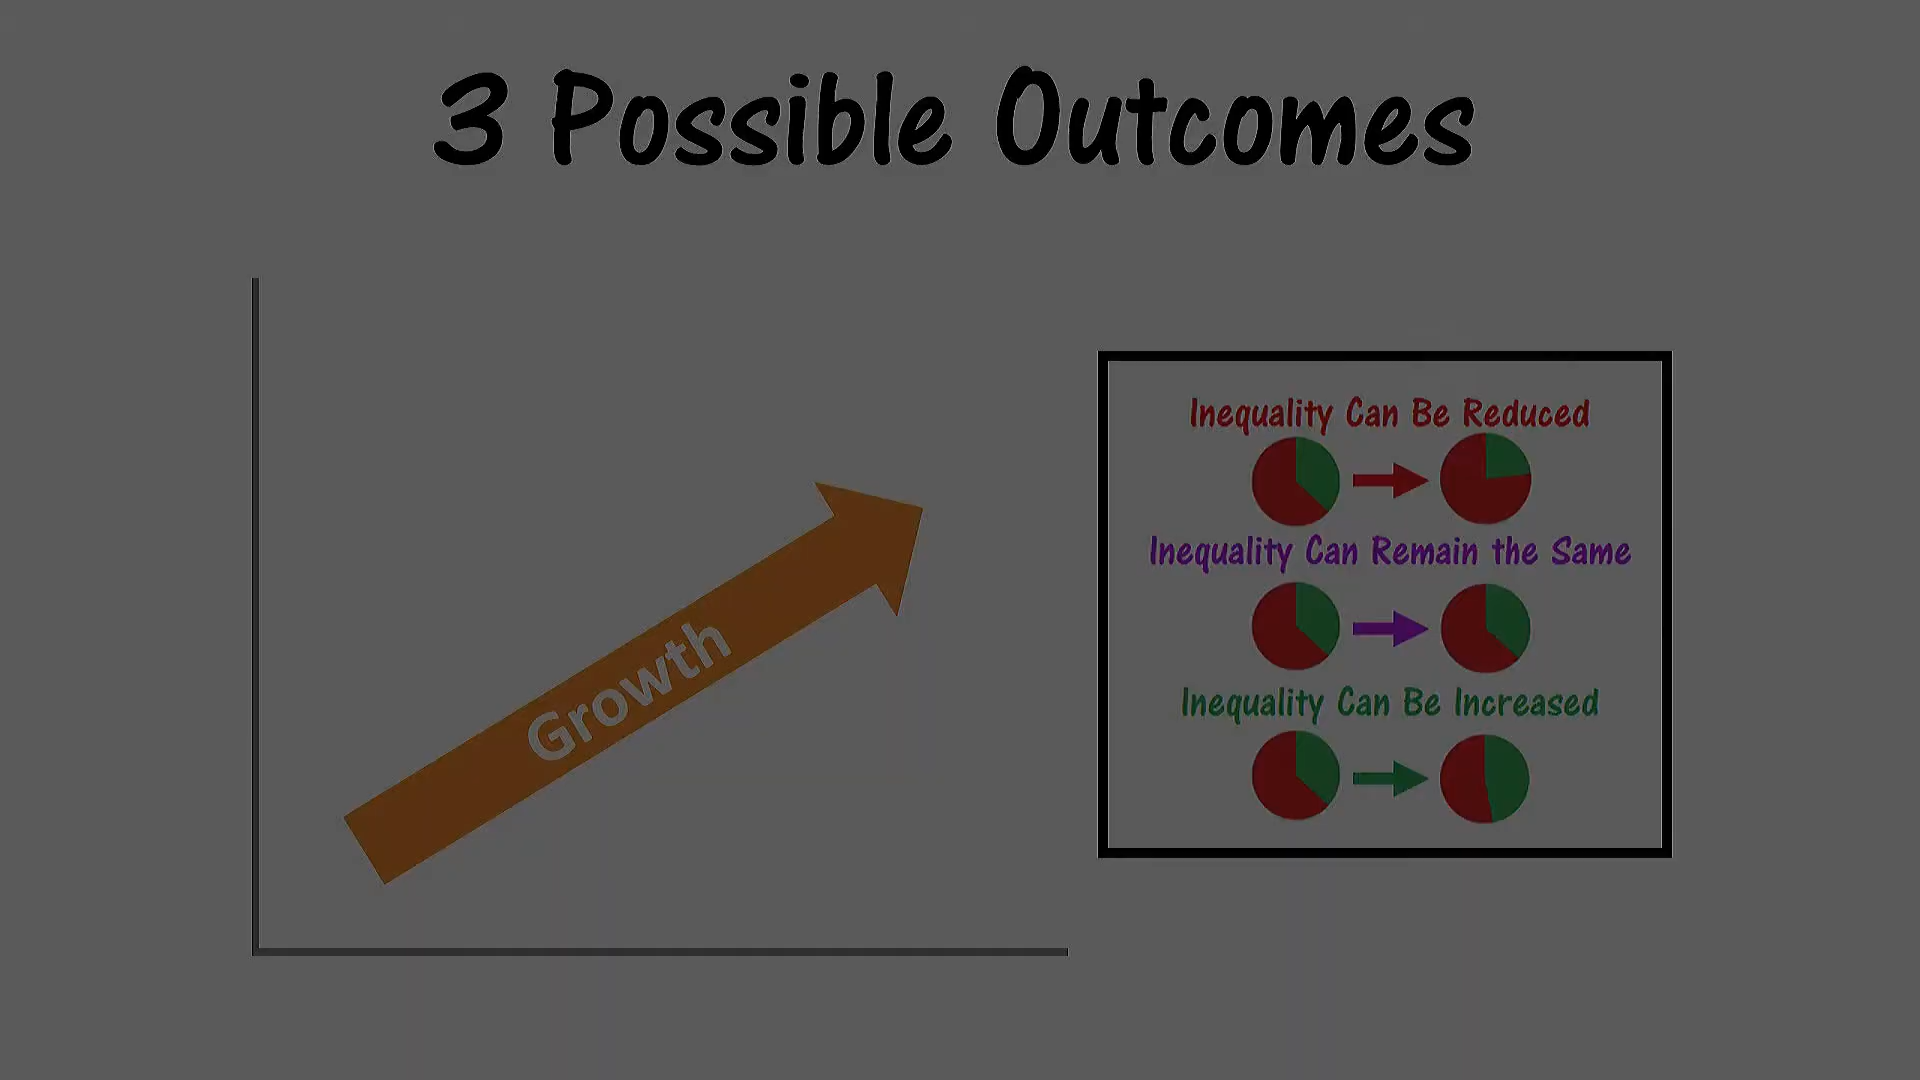 3 Possible Outcomes
Growth
Inequality Can Be Reduced
Inequality Can Remain the Same
Inequality Can Be Increased